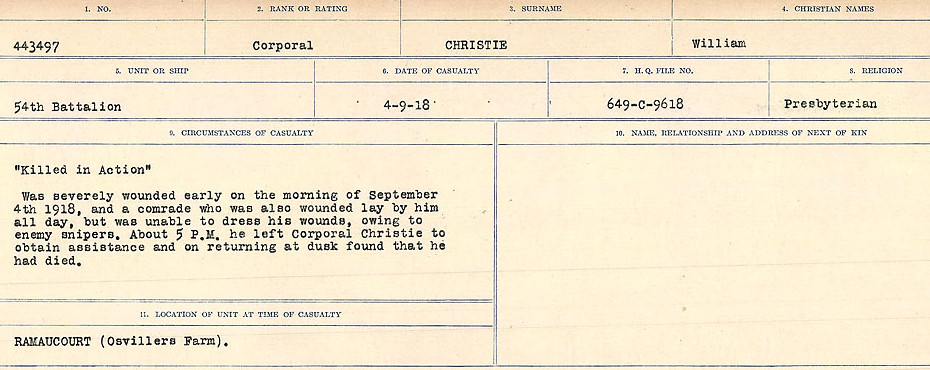 1. NO. 2. RANK OR RATING 3. SURNAME 4. CHRISTIAN NAMES
443497 Corporal CHRISTIE William
5. UNIT OR SHIP 6. DATE OF CASUALTY 7. H.Q. FILE NO. 8. RELIGION
54th Battalion 4-9-18 649-C-9618 Presbyterian
9. CIRCUMSTANCES OF CASUALTY 10. NAME, RELATIONSHIP AND ADDRESS OF NEXT OF KIN
"Killed in Action"
Was severely wounded early on the morning of September
4th 1918, and a comrade who was also wounded lay by him
all day, but was unable to dress his wounds, owing to
enemy snipers. About 5 P.M. he left Corporal Christie to
obtain assistance and on returning at dusk found that he
had died.
11. LOCATION OF UNIT AT TIME OF CASUALTY
RAMAUCOURT (Osvillers Farm).